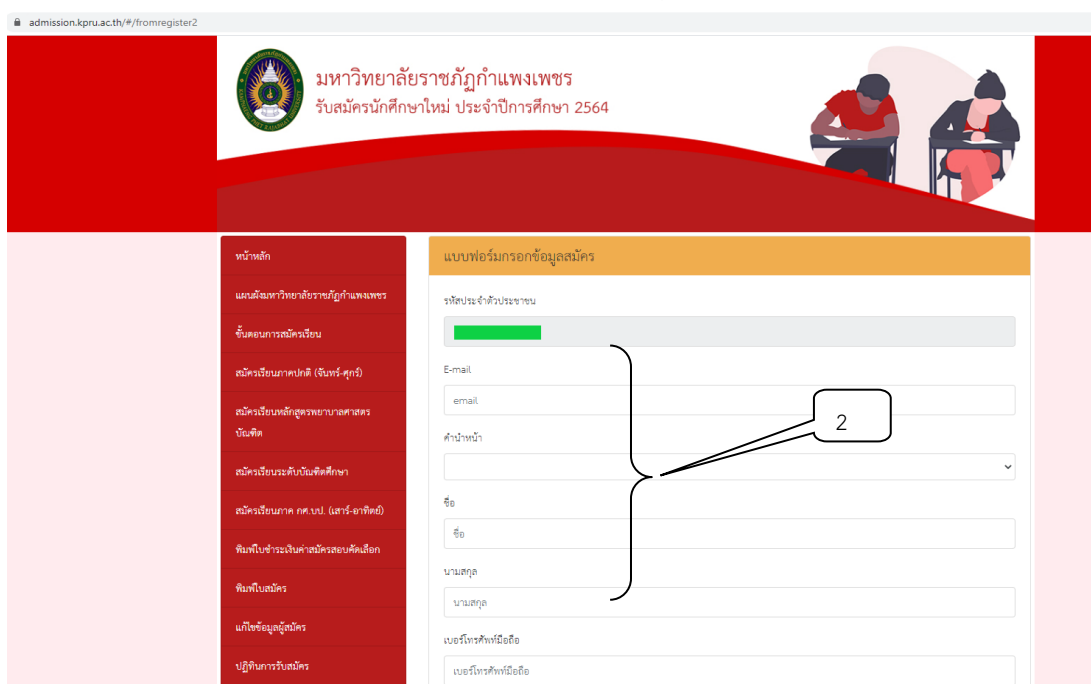 admission.kpru.ac.th/#/fromregister2
มหาวิทยาลัยราชภัฏกำแพงเพชร
รับสมัครนักศึกษาใหม่ ประจำปีการศึกษา 2564
หน้าหลัก
แผนผังมหาวิทยาลัยราชภัฏกำแพงเพชร
ขั้นตอนการสมัครเรียน
สมัครเรียนภาคปกติ (จันทร์-ศุกร์)
สมัครเรียนหลักสูตรพยาบาลศาสตร
บัณฑิต
สมัครเรียนระดับบัณฑิตศึกษา
สมัครเรียนภาค กศ.บป. (เสาร์-อาทิตย์)
พิมพ์ใบชำระเงินค่าสมัครสอบคัดเลือก
พิมพ์ใบสมัคร
แก้ไขข้อมูลผู้สมัคร
ปฏิทินการรับสมัคร
แบบฟอร์มกรอกข้อมูลสมัคร
รหัสประจำตัวประชาชน
E-mail
email
คำนำหน้า
ชื่อ
ชื่อ
นามสกุล
นามสกุล
เบอร์โทรศัพท์มือถือ
เบอร์โทรศัพท์มือถือ
2